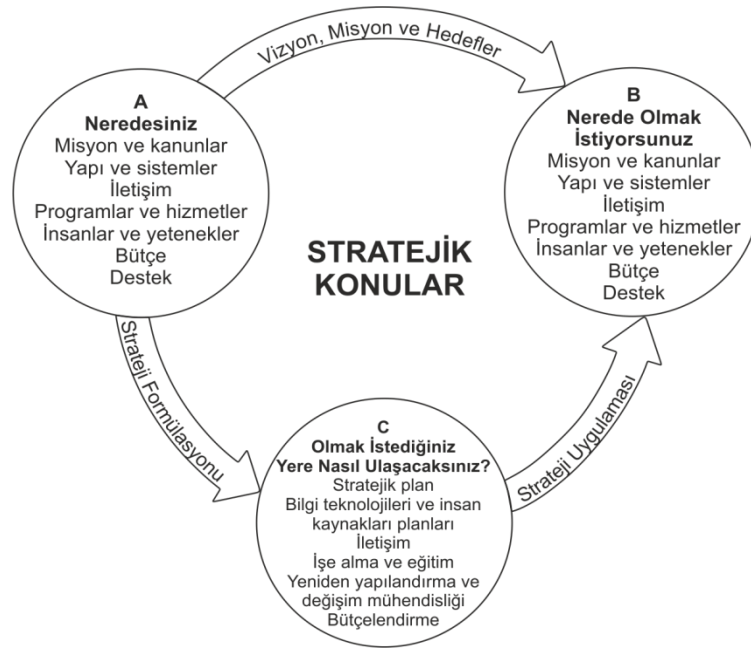 Vizyon, Misyon ve Hedefler
A
Neredesiniz
Misyon ve kanunlar
Yapı ve sistemler
İletişim
Programlar ve hizmetler
İnsanlar ve yetenekler
Bütçe
Destek
B
Nerede Olmak
İstiyorsunuz
Misyon ve kanunlar
Yapı ve sistemler
İletişim
Programlar ve hizmetler
İnsanlar ve yetenekler
Bütçe
Destek
STRATEJİK
KONULAR
Strateji Formülasyonu
C
Olmak İstediğiniz
Yere Nasıl Ulaşacaksınız?
Stratejik plan
Bilgi teknolojileri ve insan
kaynakları planları
İletişim
İşe alma ve eğitim
Yeniden yapılandırma ve
değişim mühendisliği
Bütçelendirme
Strateji Uygulaması